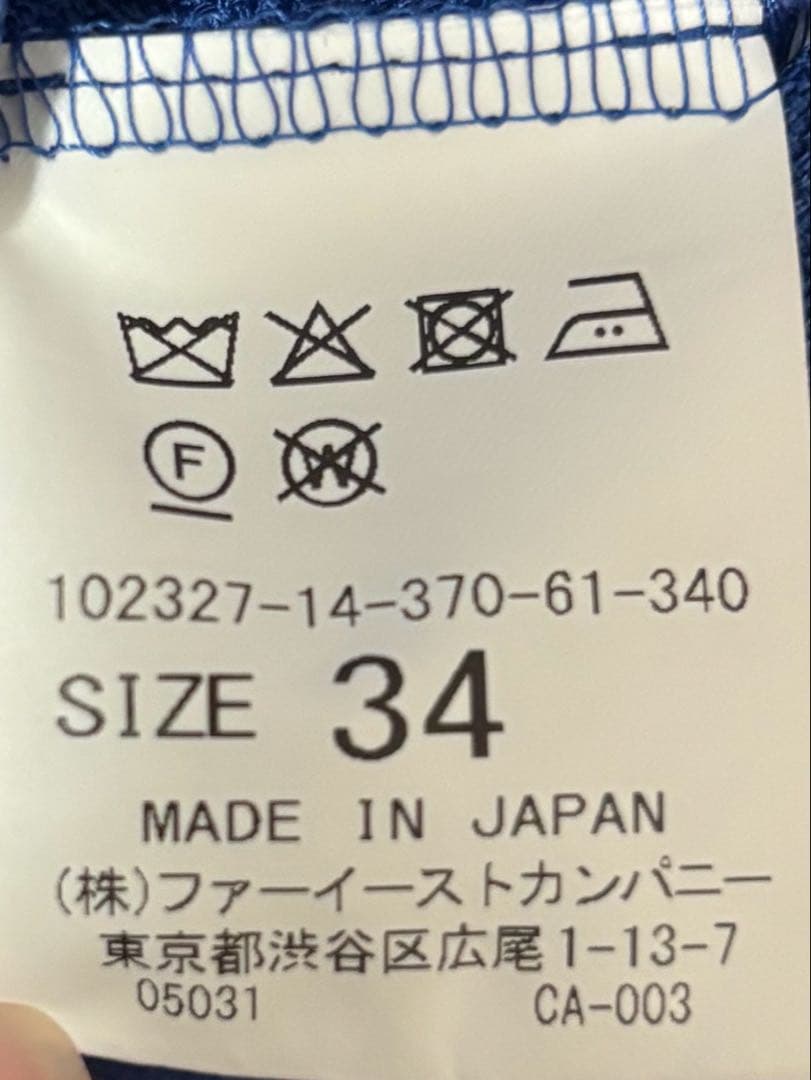 F W
102327-14-370-61-340
SIZE 34
MADE IN JAPAN
(株)ファーイーストカンパニー
東京都渋谷区広尾1-13-7
05031 CA-003